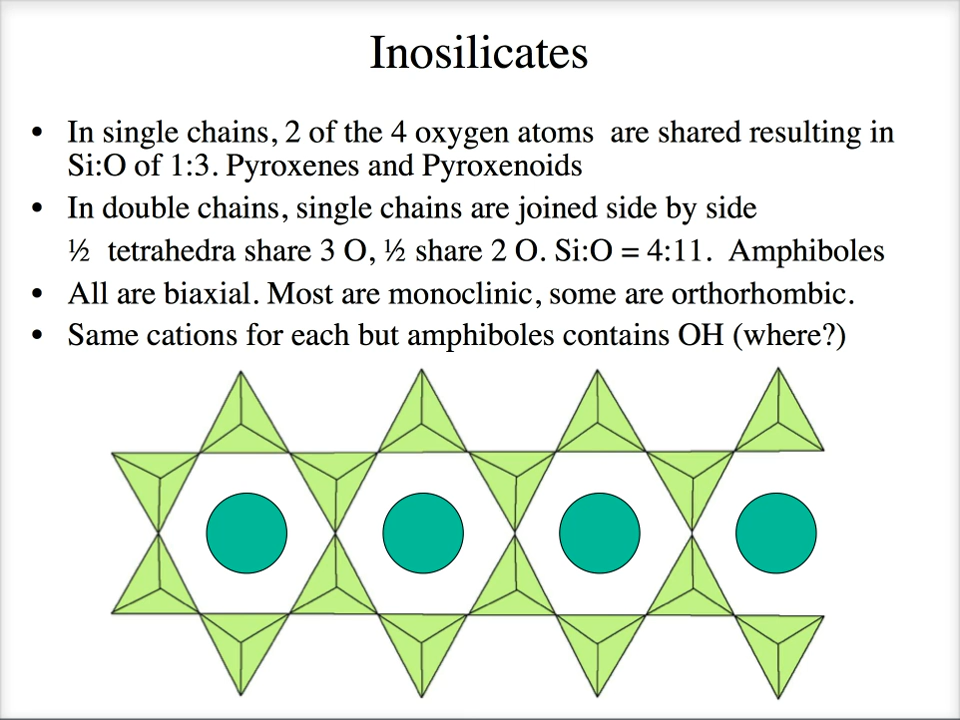 Inosilicates
• In single chains, 2 of the 4 oxygen atoms are shared resulting in
Si:O of 1:3. Pyroxenes and Pyroxenoids
• In double chains, single chains are joined side by side
½ tetrahedra share 3 O, ½ share 2 O. Si:O = 4:11. Amphiboles
• All are biaxial. Most are monoclinic, some are orthorhombic.
• Same cations for each but amphiboles contains OH (where?)